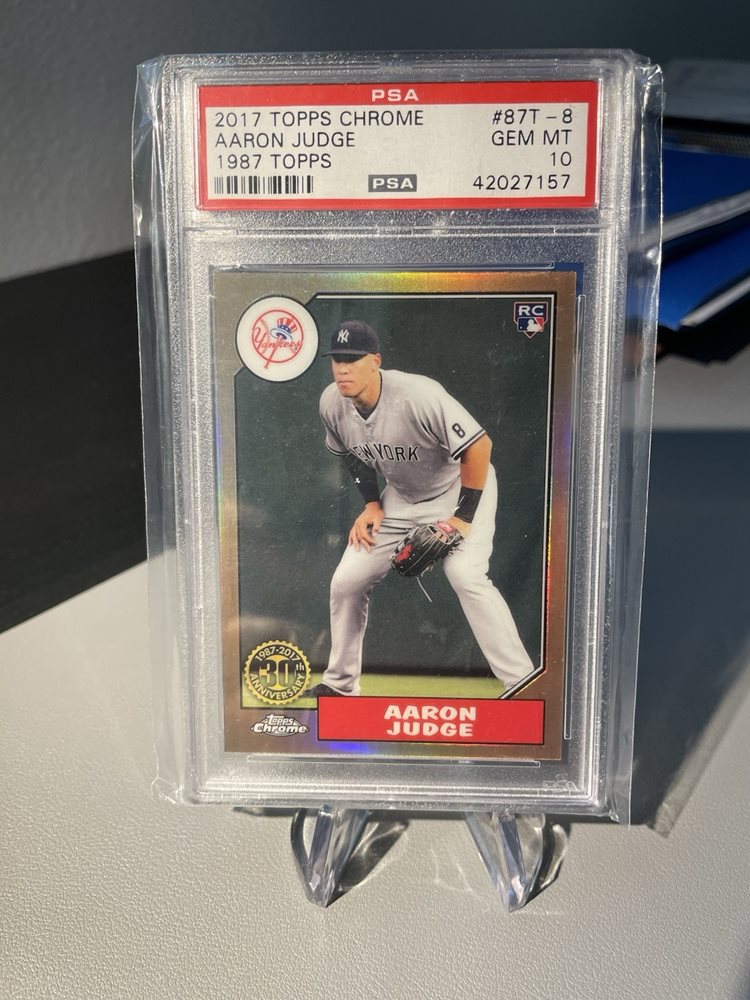 PSA
2017 TOPPS CHROME #87T-8
AARON JUDGE GEM MT
1987 TOPPS 10
PSA 42027157
Yankees
RC
NY
8
NEW YORK
1987-2017
30th
ANNIVERSARY
Topps
Chrome
AARON
JUDGE